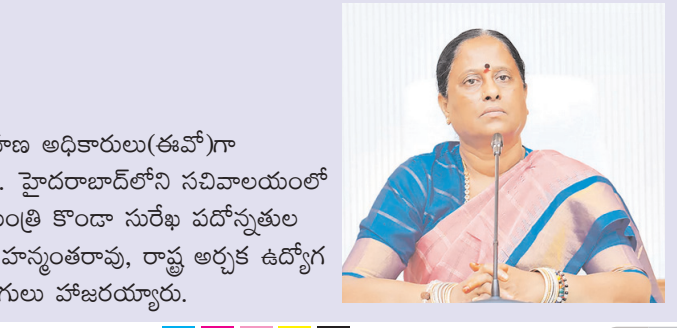 అధికారులు(ఈవో)గా
. హైదరాబాద్‌లోని సచివాలయంలో
మంత్రి కొండా సురేఖ పదోన్నతుల
హన్మంతరావు, రాష్ట్ర అర్చక ఉద్యోగ
హాజరయ్యారు.